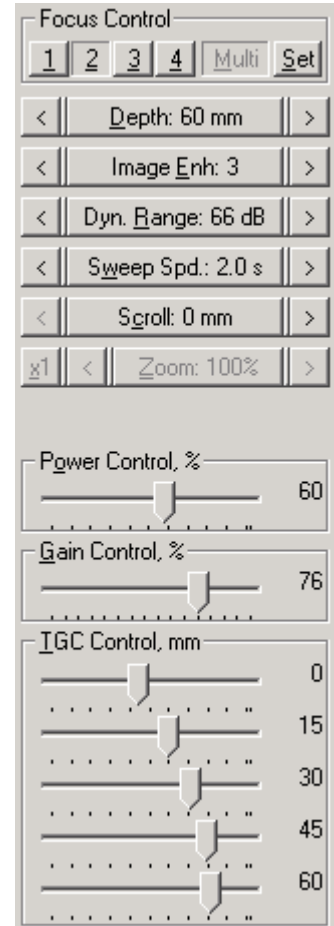 Focus Control
1 2 3 4 Multi Set
< Depth: 60 mm >
< Image Enh: 3 >
< Dyn. Range: 66 dB >
< Sweep Spd.: 2.0 s >
< Scroll: 0 mm >
x1 < Zoom: 100% >
Power Control, %
60
Gain Control, %
76
TGC Control, mm
0
15
30
45
60